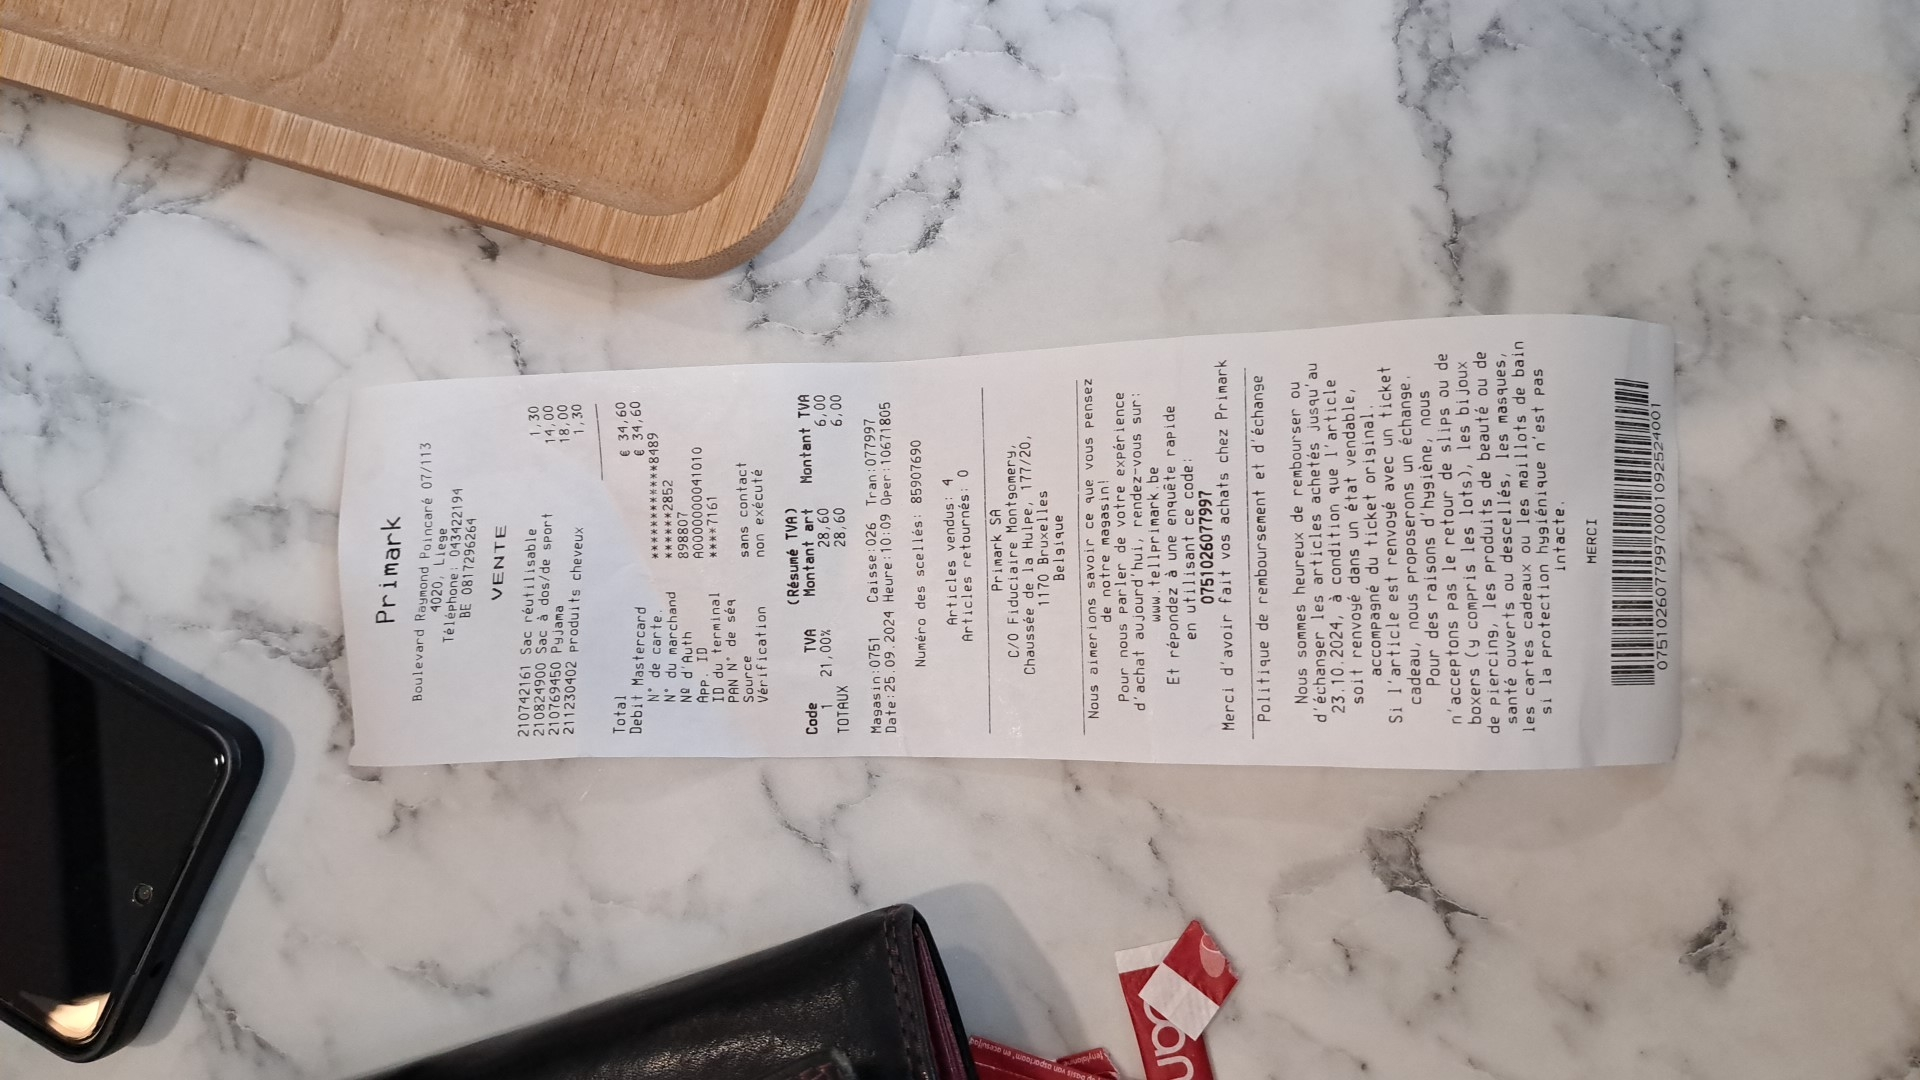 Primark
Boulevard Raymond Poincaré 07/113
4020, Liege
Téléphone: 043422194
BE 0817296264
VENTE
210742161 Sac réutilisable 1,30
210824900 Sac à dos/de sport 14,00
210769450 Pyjama 18,00
211230402 produits cheveux 1,30
Total € 34,60
Debit Mastercard € 34,60
N° de carte. ************8489
N° du marchand ******2852
Nº d'Auth 898807
App. ID A0000000041010
ID du terminal ****7161
PAN N° de séq
Source sans contact
Vérification non exécuté
(Résumé TVA)
Code TVA Montant art Montant TVA
1 21,00% 28,60 6,00
TOTAUX 28,60 6,00
Magasin:0751 Caisse:026 Tran:077997
Date:25.09.2024 Heure:10:09 Oper:10671805
Numéro des scellés: 85907690
Articles vendus: 4
Articles retournés: 0
Primark SA
C/O Fiduciaire Montgomery,
Chaussée de la Hulpe, 177/20,
1170 Bruxelles
Belgique
Nous aimerions savoir ce que vous pensez
de notre magasin!
Pour nous parler de votre expérience
d'achat aujourd'hui, rendez-vous sur:
www.tellprimark.be
Et répondez à une enquête rapide
en utilisant ce code:
0751026077997
Merci d'avoir fait vos achats chez Primark
Politique de remboursement et d'échange
Nous sommes heureux de rembourser ou
d'échanger les articles achetés jusqu'au
23.10.2024, à condition que l'article
soit renvoyé dans un état vendable,
accompagné du ticket original.
Si l'article est renvoyé avec un ticket
cadeau, nous proposerons un échange.
Pour des raisons d'hygiène, nous
n'acceptons pas le retour de slips ou de
boxers (y compris les lots), les bijoux
de piercing, les produits de beauté ou de
santé ouverts ou descellés, les masques,
les cartes cadeaux ou les maillots de bain
si la protection hygiénique n'est pas
intacte.
MERCI
07510260779970001092524001